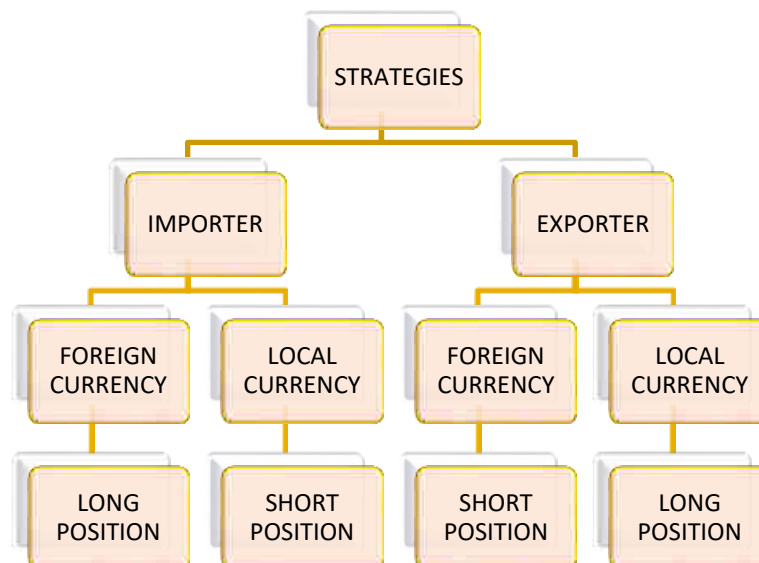 STRATEGIES
IMPORTER
EXPORTER
FOREIGN
CURRENCY
LOCAL
CURRENCY
FOREIGN
CURRENCY
LOCAL
CURRENCY
LONG
POSITION
SHORT
POSITION
SHORT
POSITION
LONG
POSITION